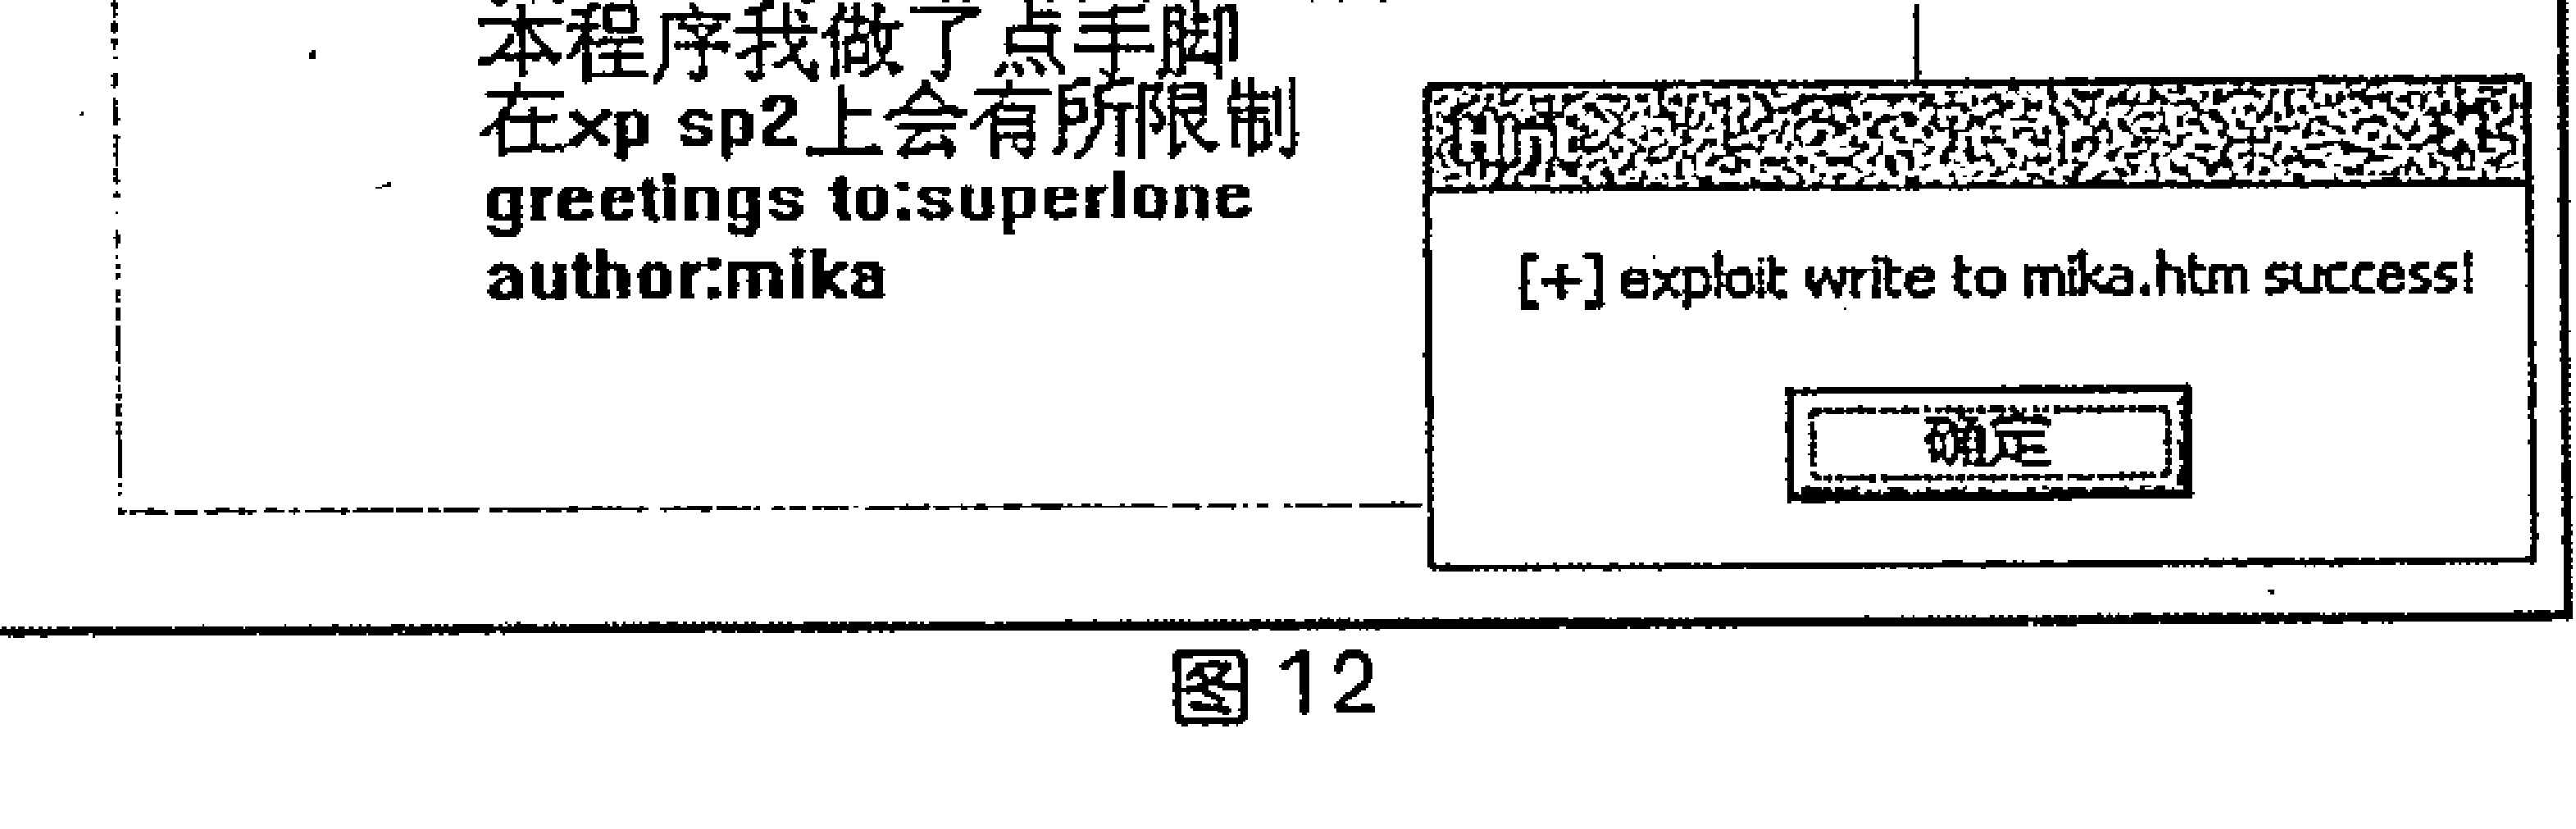 本程序我做了点手脚
在xp sp2上会有所限制
greetings to:superlone
author:mika
Hint
[+] exploit write to mika.htm success!
确定
图 12